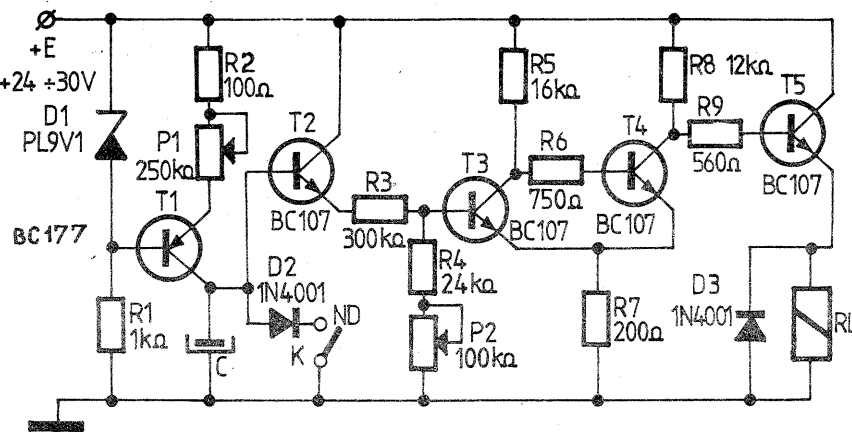 +E
+24 ÷30V
D1
PL9V1
R2
100Ω
P1
250kΩ
T1
BC177
R1
1kΩ
C
T2
BC107
D2
1N4001
ND
K
R3
300kΩ
R4
24kΩ
P2
100kΩ
T3
BC107
R5
16kΩ
R6
750Ω
T4
BC107
R7
200Ω
R8 12kΩ
R9
560Ω
T5
BC107
D3
1N4001
RL